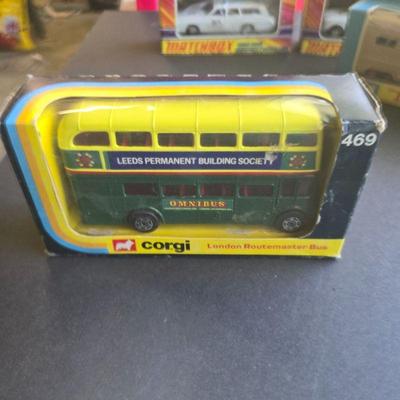 MATCHBOX
LEEDS PERMANENT BUILDING SOCIETY
469
OMNIBUS
corgi
London Routemaster Bus